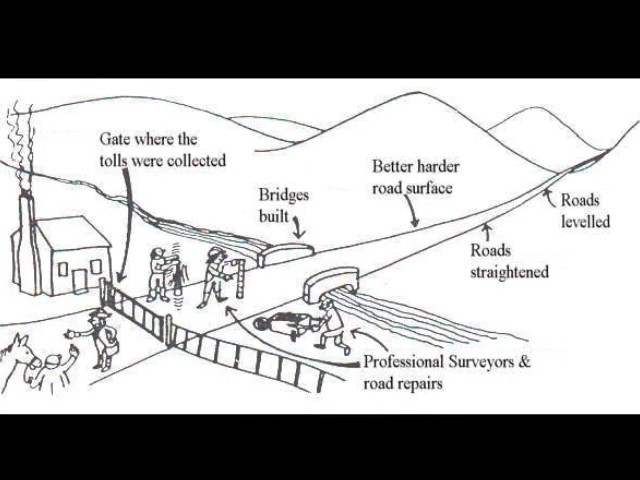 Gate where the
tolls were collected
Bridges
built
Better harder
road surface
Roads
levelled
Roads
straightened
Professional Surveyors &
road repairs